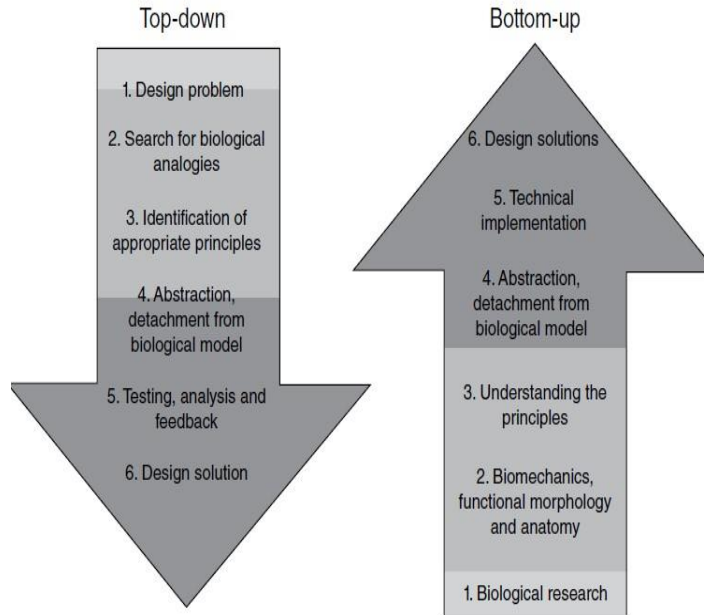 Top-down
1. Design problem
2. Search for biological
analogies
3. Identification of
appropriate principles
4. Abstraction,
detachment from
biological model
5. Testing, analysis and
feedback
6. Design solution
Bottom-up
6. Design solutions
5. Technical
implementation
4. Abstraction,
detachment from
biological model
3. Understanding the
principles
2. Biomechanics,
functional morphology
and anatomy
1. Biological research